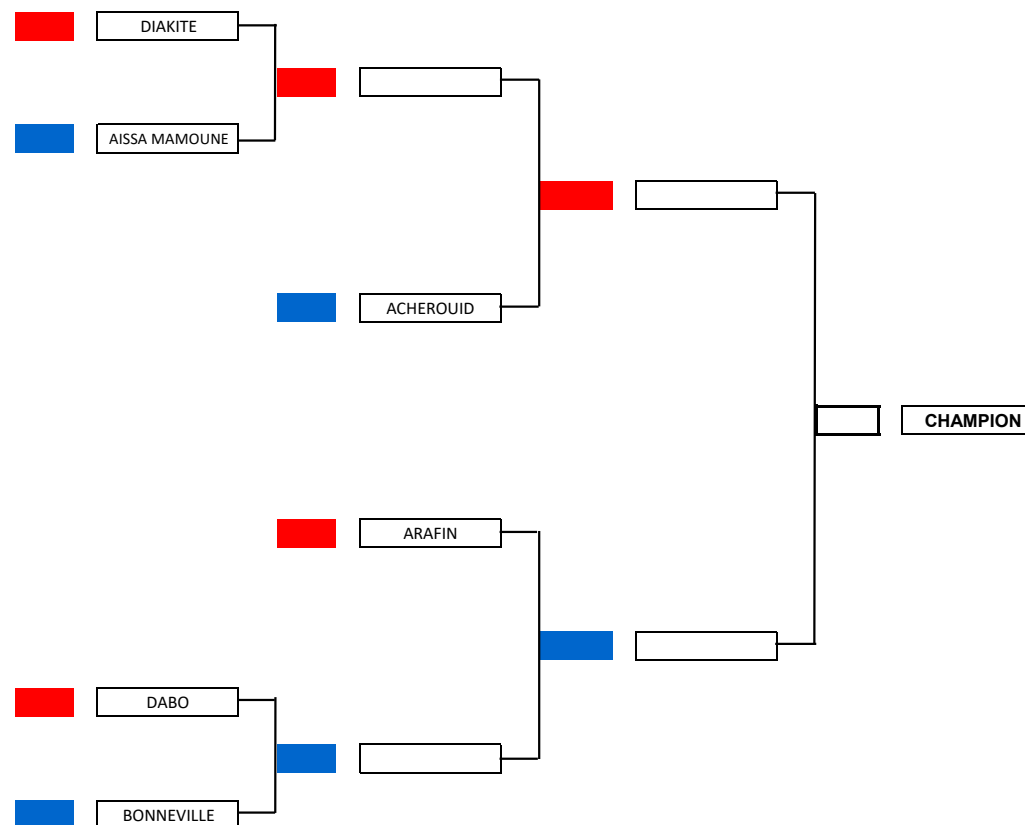 DIAKITE
AISSA MAMOUNE
ACHEROUID
CHAMPION
ARAFIN
DABO
BONNEVILLE